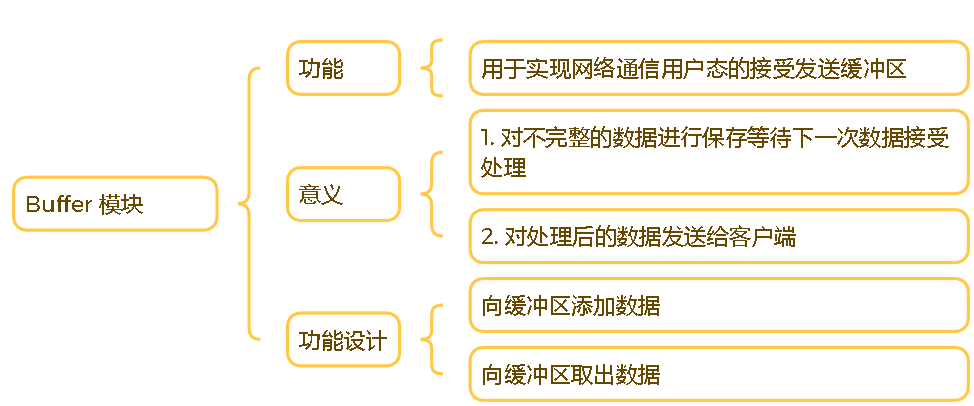 Buffer 模块
功能
用于实现网络通信用户态的接受发送缓冲区
意义
1. 对不完整的数据进行保存等待下一次数据接受
处理
2. 对处理后的数据发送给客户端
功能设计
向缓冲区添加数据
向缓冲区取出数据